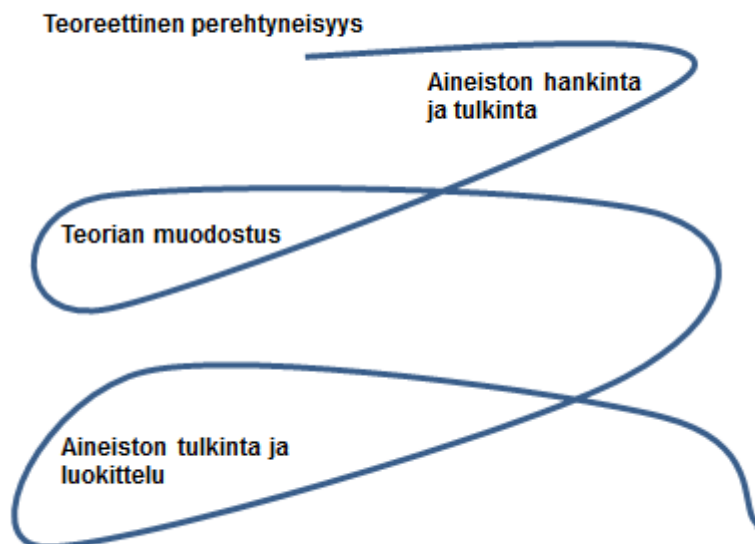 Teoreettinen perehtyneisyys
Aineiston hankinta
ja tulkinta
Teorian muodostus
Aineiston tulkinta ja
luokittelu